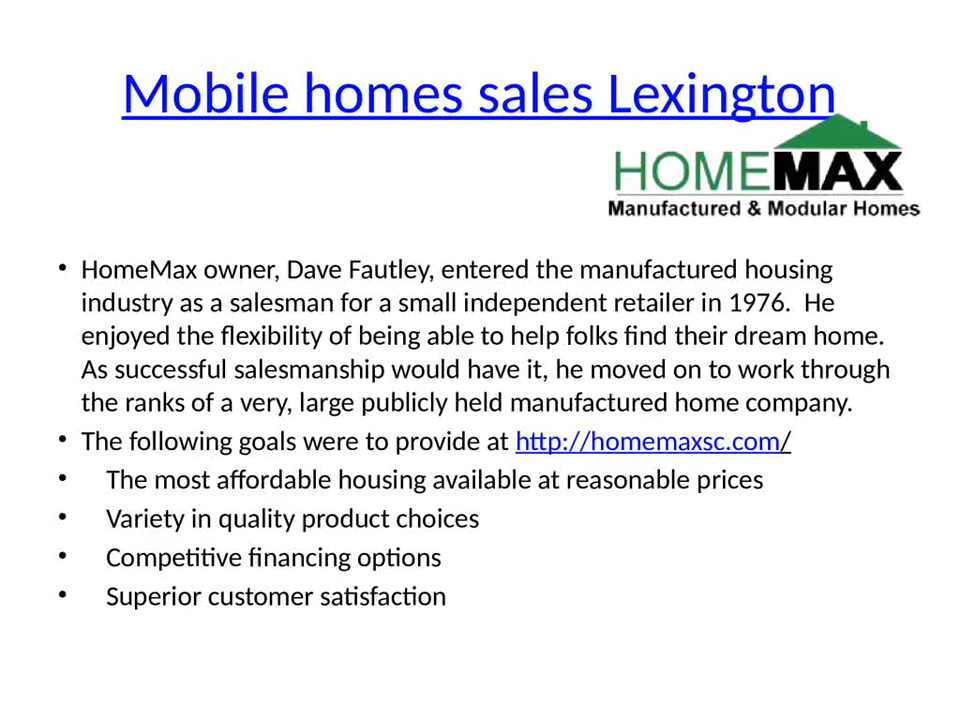 Mobile homes sales Lexington
HOMEMAX
Manufactured & Modular Homes
• HomeMax owner, Dave Fautley, entered the manufactured housing
industry as a salesman for a small independent retailer in 1976.  He
enjoyed the flexibility of being able to help folks find their dream home.
As successful salesmanship would have it, he moved on to work through
the ranks of a very, large publicly held manufactured home company.
• The following goals were to provide at http://homemaxsc.com/
• The most affordable housing available at reasonable prices
• Variety in quality product choices
• Competitive financing options
• Superior customer satisfaction